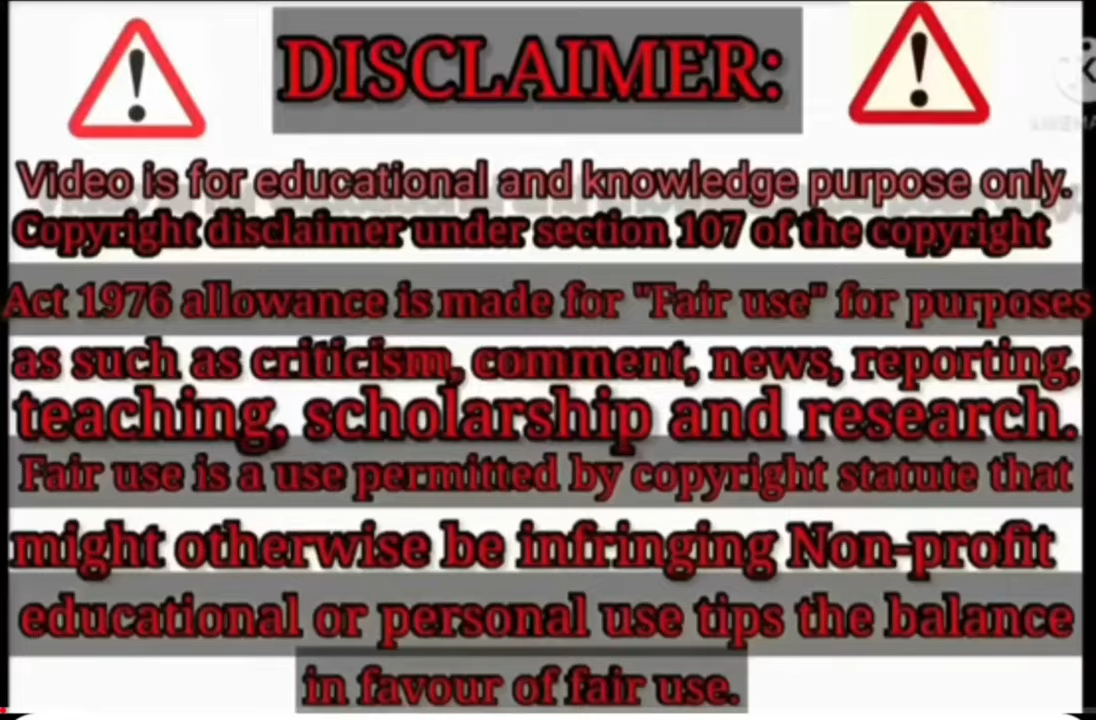 DISCLAIMER:
Video is for educational and knowledge purpose only.
Copyright disclaimer under section 107 of the copyright
Act 1976 allowance is made for "Fair use" for purposes
as such as criticism, comment, news, reporting,
teaching, scholarship and research.
Fair use is a use permitted by copyright statute that
might otherwise be infringing Non-profit
educational or personal use tips the balance
in favour of fair use.